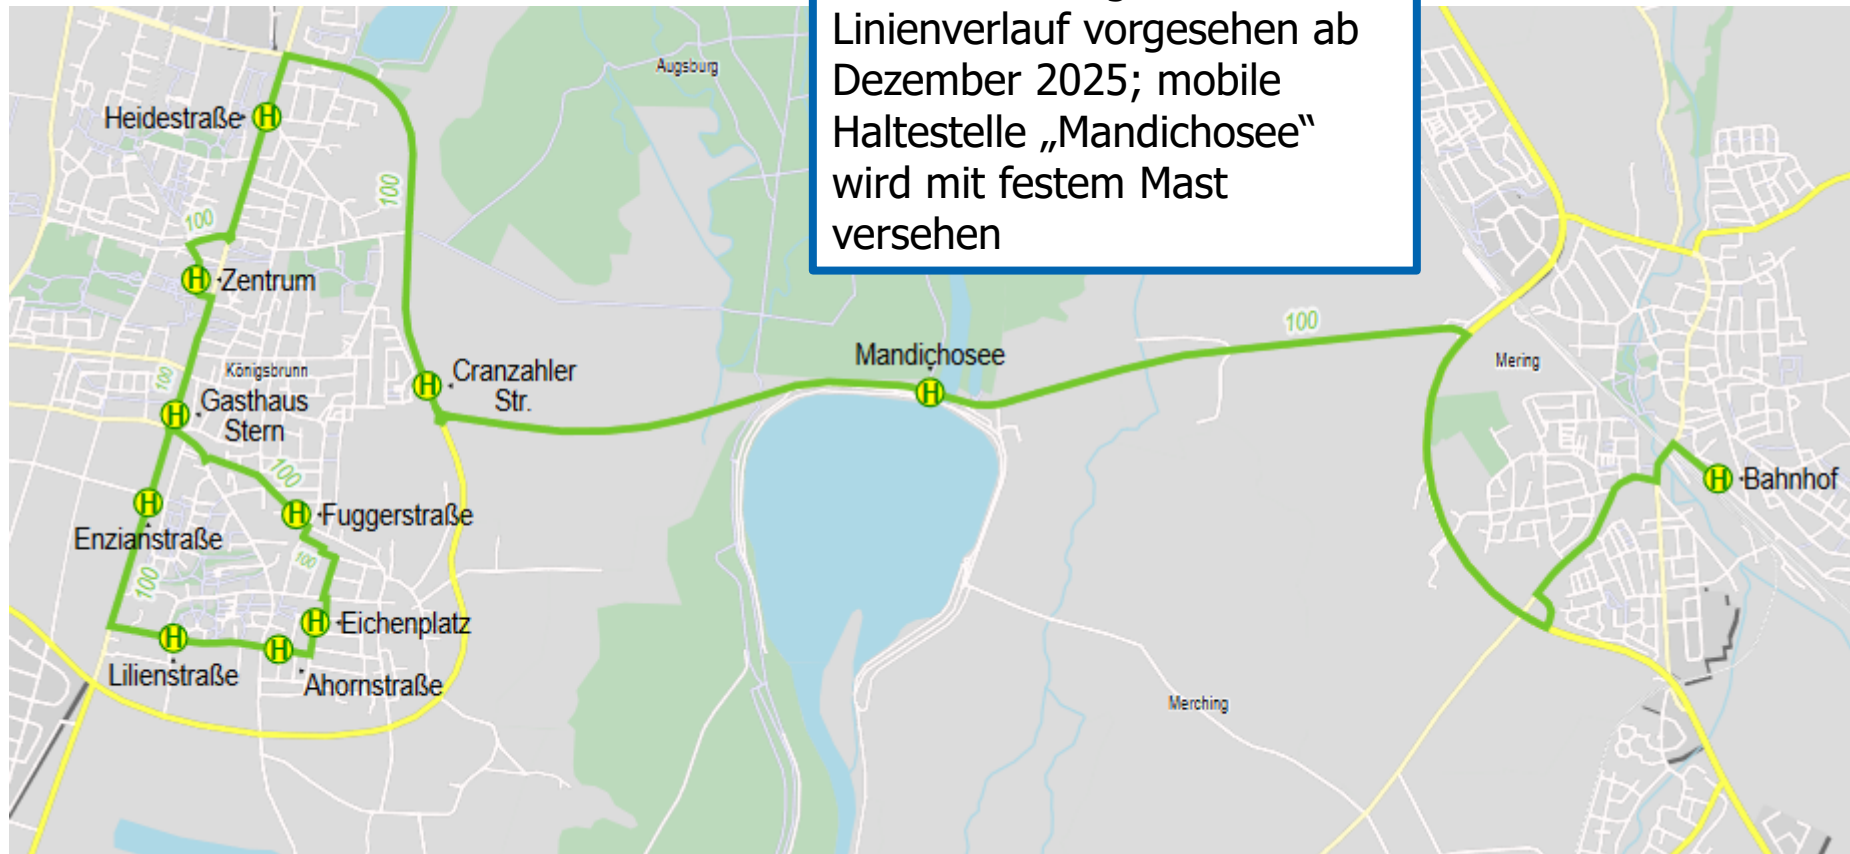 Linienverlauf vorgesehen ab
Dezember 2025; mobile
Haltestelle „Mandichosee“
wird mit festem Mast
versehen
Augsburg
Heidestraße
H
100
100
H
Zentrum
100
Mandichosee
H
Mering
Königsbrunn
100
H
Cranzahler
Str.
H
Gasthaus
Stern
100
H
Bahnhof
H
Enzianstraße
H
Fuggerstraße
100
100
H
Eichenplatz
H
Lilienstraße
H
Ahornstraße
Merching